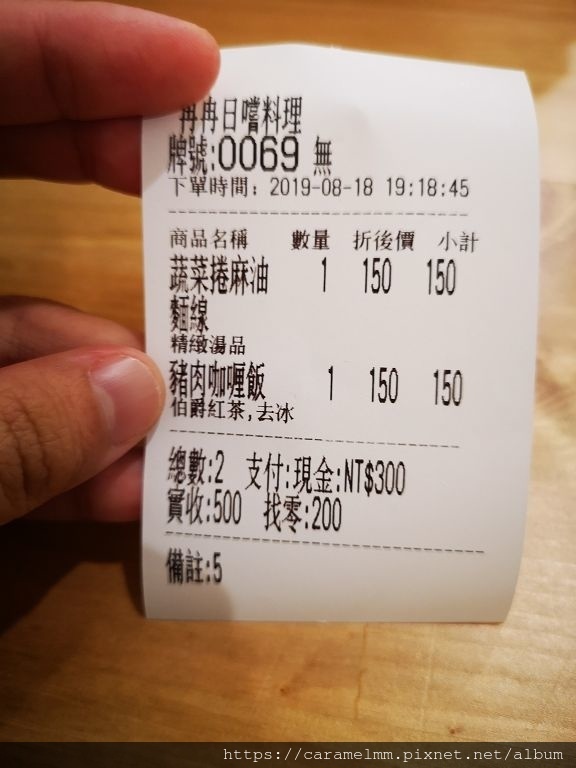 冉冉日嚐料理
牌號:0069 無
下單時間: 2019-08-18 19:18:45
商品名稱 數量 折後價 小計
蔬菜捲麻油 1 150 150
麵線
精緻湯品
豬肉咖喱飯 1 150 150
伯爵紅茶,去冰
總數:2 支付:現金:NT$300
實收:500 找零:200
備註:5
https://caramelmm.pixnet.net/album